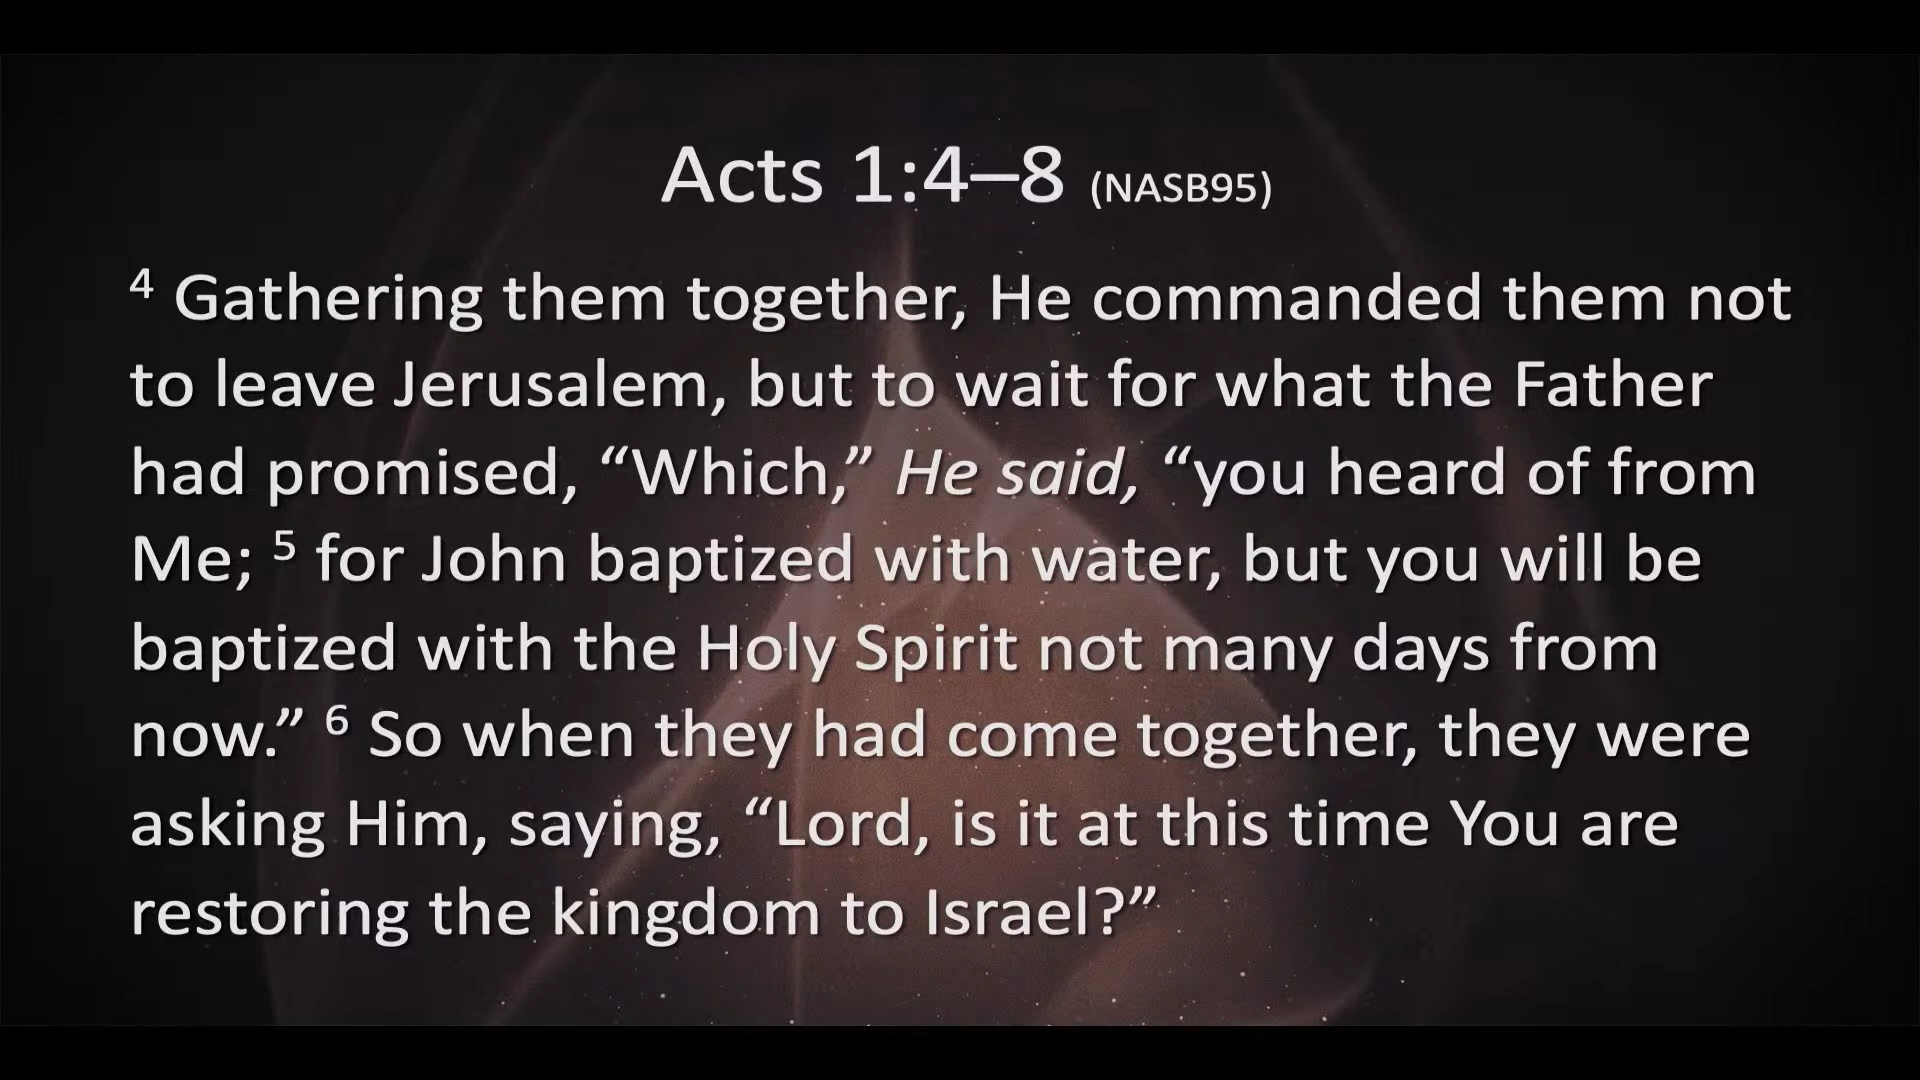 Acts 1:4–8 (NASB95)
⁴ Gathering them together, He commanded them not
to leave Jerusalem, but to wait for what the Father
had promised, “Which,” He said, “you heard of from
Me; ⁵ for John baptized with water, but you will be
baptized with the Holy Spirit not many days from
now.” ⁶ So when they had come together, they were
asking Him, saying, “Lord, is it at this time You are
restoring the kingdom to Israel?”